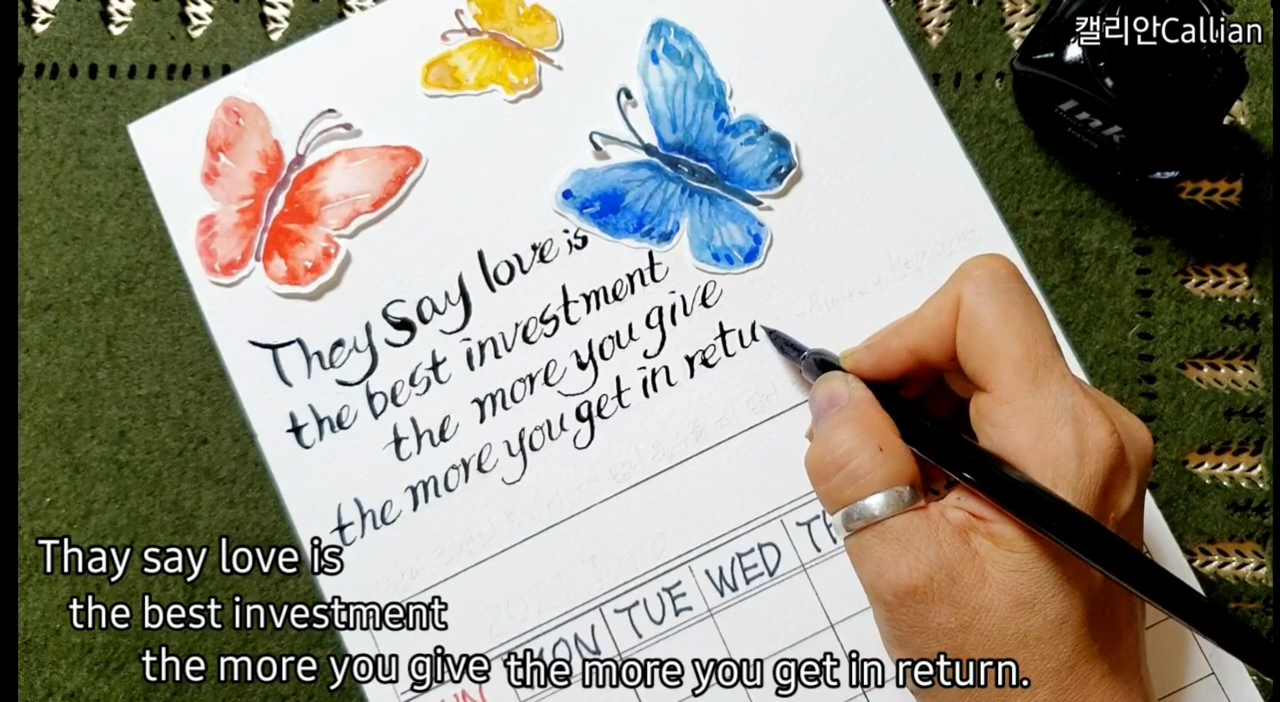 캘리안Callian
Ink
They Say love is
the best investment
the more you give
the more you get in retu
MON TUE WED
Thay say love is
the best investment
the more you give the more you get in return.